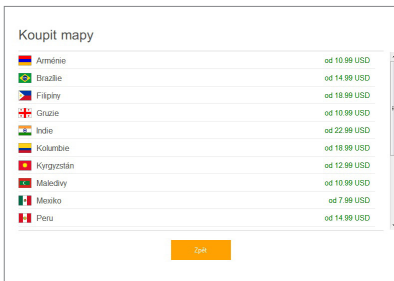 Koupit mapy
Arménie od 10.99 USD
Brazílie od 14.99 USD
Filipíny od 18.99 USD
Gruzie od 10.99 USD
Indie od 22.99 USD
Kolumbie od 18.99 USD
Kyrgyzstán od 12.99 USD
Maledivy od 10.99 USD
Mexiko od 7.99 USD
Peru od 14.99 USD
Zpět